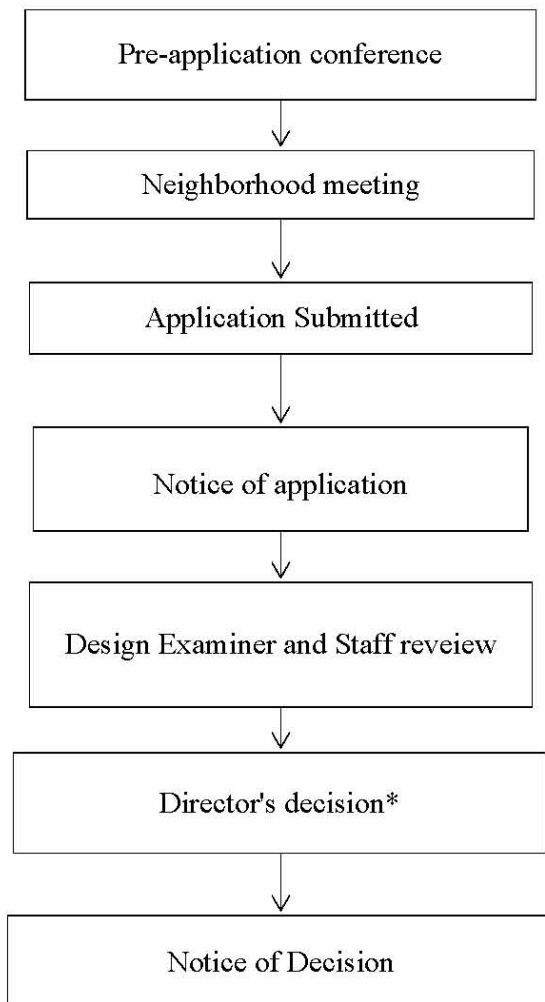 Pre-application conference
Neighborhood meeting
Application Submitted
Notice of application
Design Examiner and Staff reveiew
Director's decision*
Notice of Decision